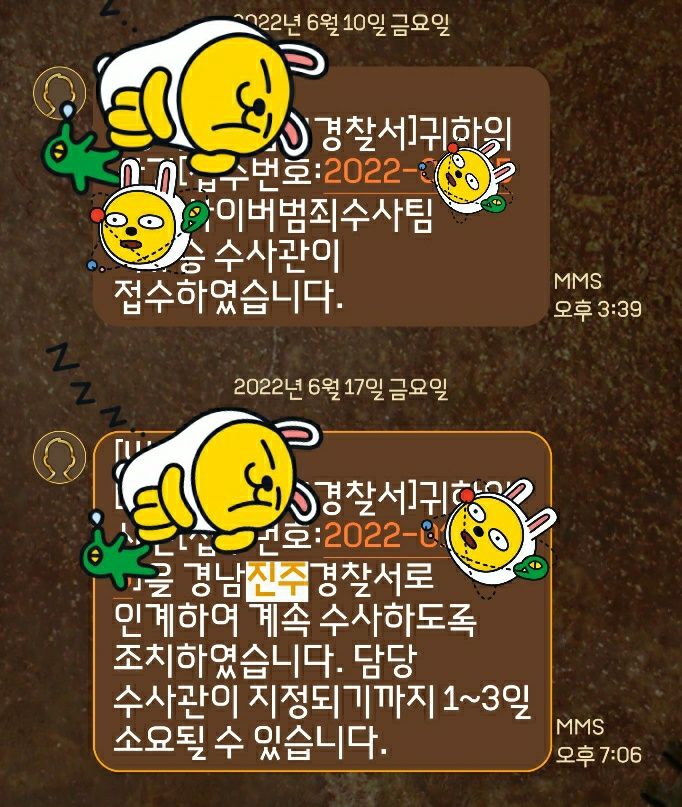 2022년 6월 10일 금요일
경찰서]귀하의
접수번호:2022-
사이버범죄수사팀
승 수사관이
접수하였습니다.
MMS
오후 3:39
z
z
z
2022년 6월 17일 금요일
경찰서]귀하의
번호:2022-0
을 경남진주경찰서로
인계하여 계속 수사하도록
조치하였습니다. 담당
수사관이 지정되기까지 1~3일
소요될 수 있습니다.
MMS
오후 7:06